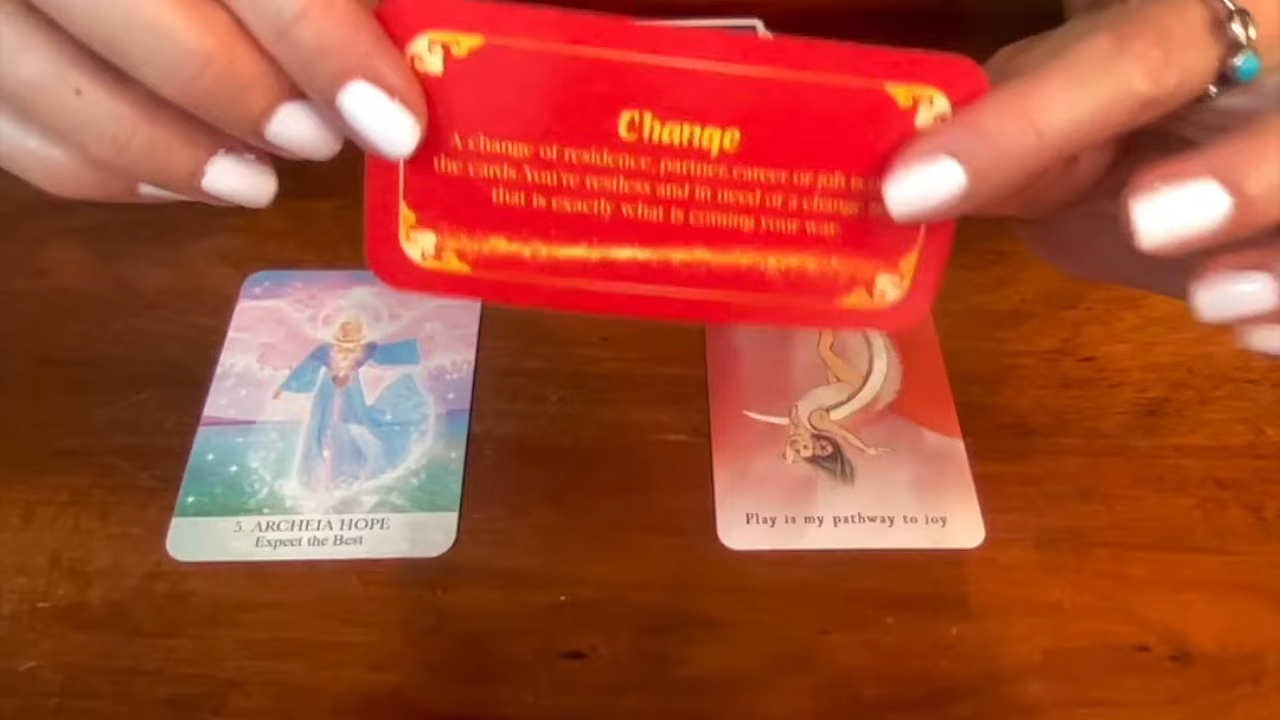 Change
A change of residence, partner, career or job is
the cards. You're restless and in need of a change
that is exactly what is coming your way
5. ARCHEIA HOPE
Expect the Best
Play is my pathway to joy